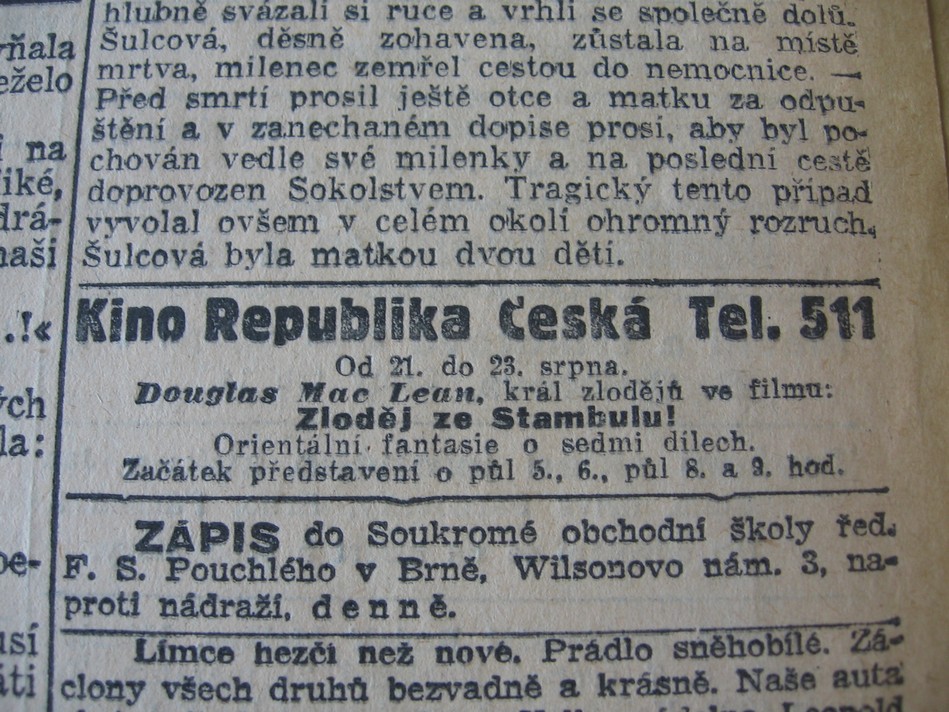 hlubně svázali si ruce a vrhli se společně dolů.
Šulcová, děsně zohavena, zůstala na místě
mrtva, milenec zemřel cestou do nemocnice. —
Před smrtí prosil ještě otce a matku za odpu-
štění a v zanechaném dopise prosí, aby byl po-
chován vedle své milenky a na poslední cestě
doprovozen Sokolstvem. Tragický tento případ
vyvolal ovšem v celém okolí ohromný rozruch.
Šulcová byla matkou dvou dětí.
Kino Republika Česká Tel. 511
Od 21. do 23. srpna.
Douglas Mac Lean, král zlodějů ve filmu:
Zloděj ze Stambulu!
Orientální fantasie o sedmi dílech.
Začátek představení o půl 5., 6., půl 8. a 9. hod.
ZÁPIS do Soukromé obchodní školy řed.
F. S. Pouchlého v Brně, Wilsonovo nám. 3, na-
proti nádraží, denně.
Límce hezčí než nové. Prádlo sněhobílé. Zá-
clony všech druhů bezvadně a krásně. Naše auta
na
iké,
drá-
naši
.!«
ých
la: